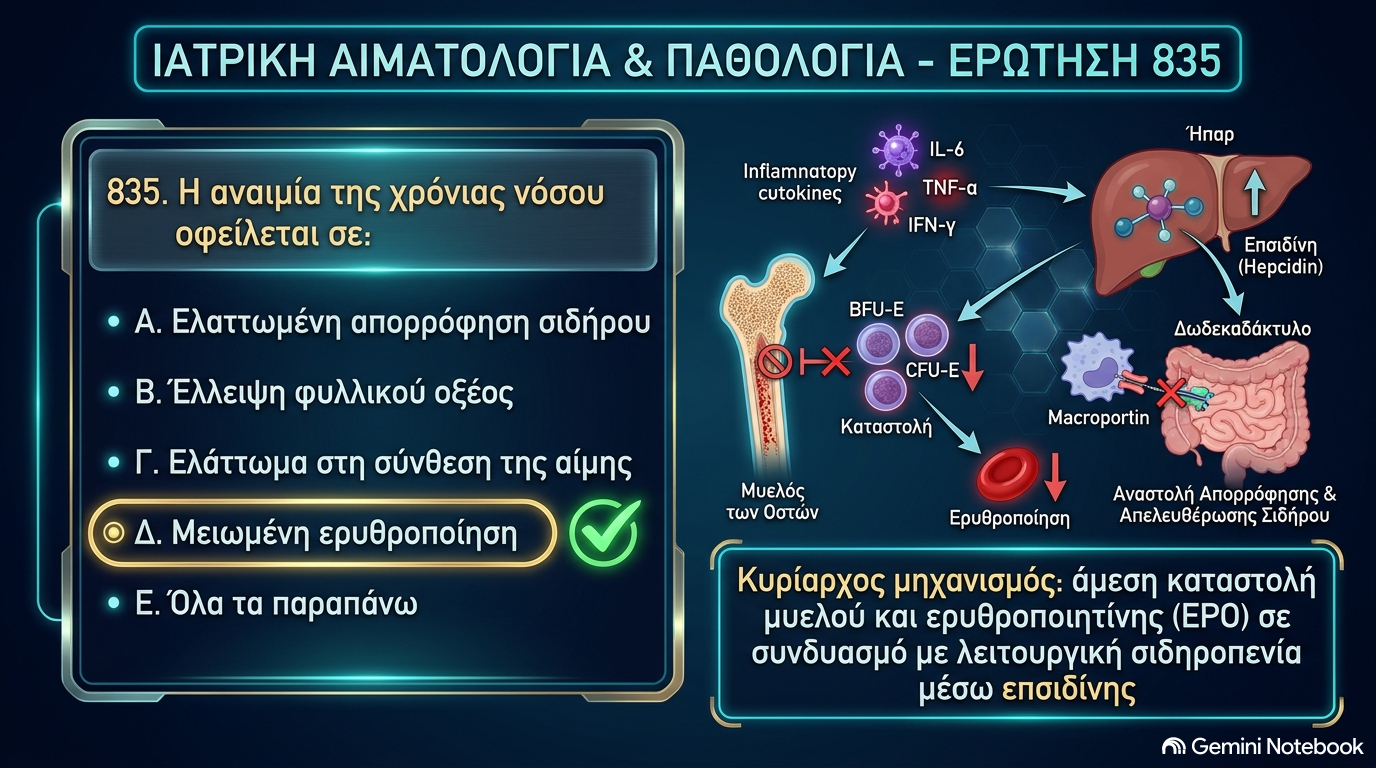 ΙΑΤΡΙΚΗ ΑΙΜΑΤΟΛΟΓΙΑ & ΠΑΘΟΛΟΓΙΑ - ΕΡΩΤΗΣΗ 835
835. Η αναιμία της χρόνιας νόσου
οφείλεται σε:
• Α. Ελαττωμένη απορρόφηση σιδήρου
• Β. Έλλειψη φυλλικού οξέος
• Γ. Ελάττωμα στη σύνθεση της αίμης
Δ. Μειωμένη ερυθροποίηση
• Ε. Όλα τα παραπάνω
Infiamnatory
cutokines
IL-6
TNF-α
IFN-γ
Ήπαρ
Επσιδίνη
(Hepcidin)
BFU-E
CFU-E
Καταστολή
Δωδεκαδάκτυλο
Macroportin
Μυελός
των Οστών
Ερυθροποίηση
Αναστολή Απορρόφησης &
Απελευθέρωσης Σιδήρου
Κυρίαρχος μηχανισμός: άμεση καταστολή
μυελού και ερυθροποιητίνης (EPO) σε
συνδυασμό με λειτουργική σιδηροπενία
μέσω επσιδίνης
Gemini Notebook